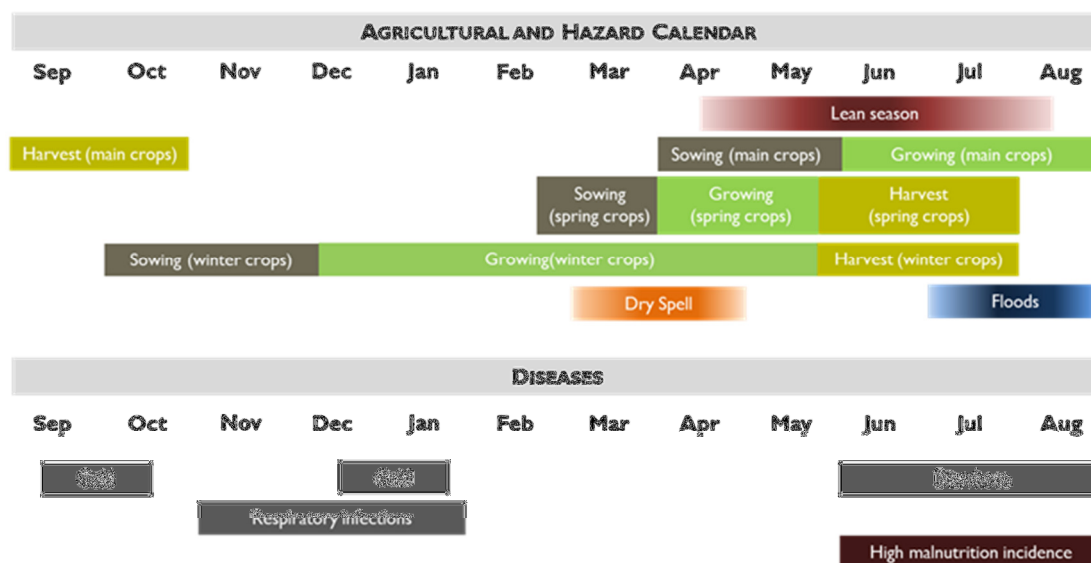 AGRICULTURAL AND HAZARD CALENDAR
Sep Oct Nov Dec Jan Feb Mar Apr May Jun Jul Aug
Lean season
Harvest (main crops) Sowing (main crops) Growing (main crops)
Sowing Growing Harvest
(spring crops) (spring crops) (spring crops)
Sowing (winter crops) Growing(winter crops) Harvest (winter crops)
Dry Spell Floods
DISEASES
Sep Oct Nov Dec Jan Feb Mar Apr May Jun Jul Aug
Cold Cold Diarrhoea
Respiratory infections
High malnutrition incidence